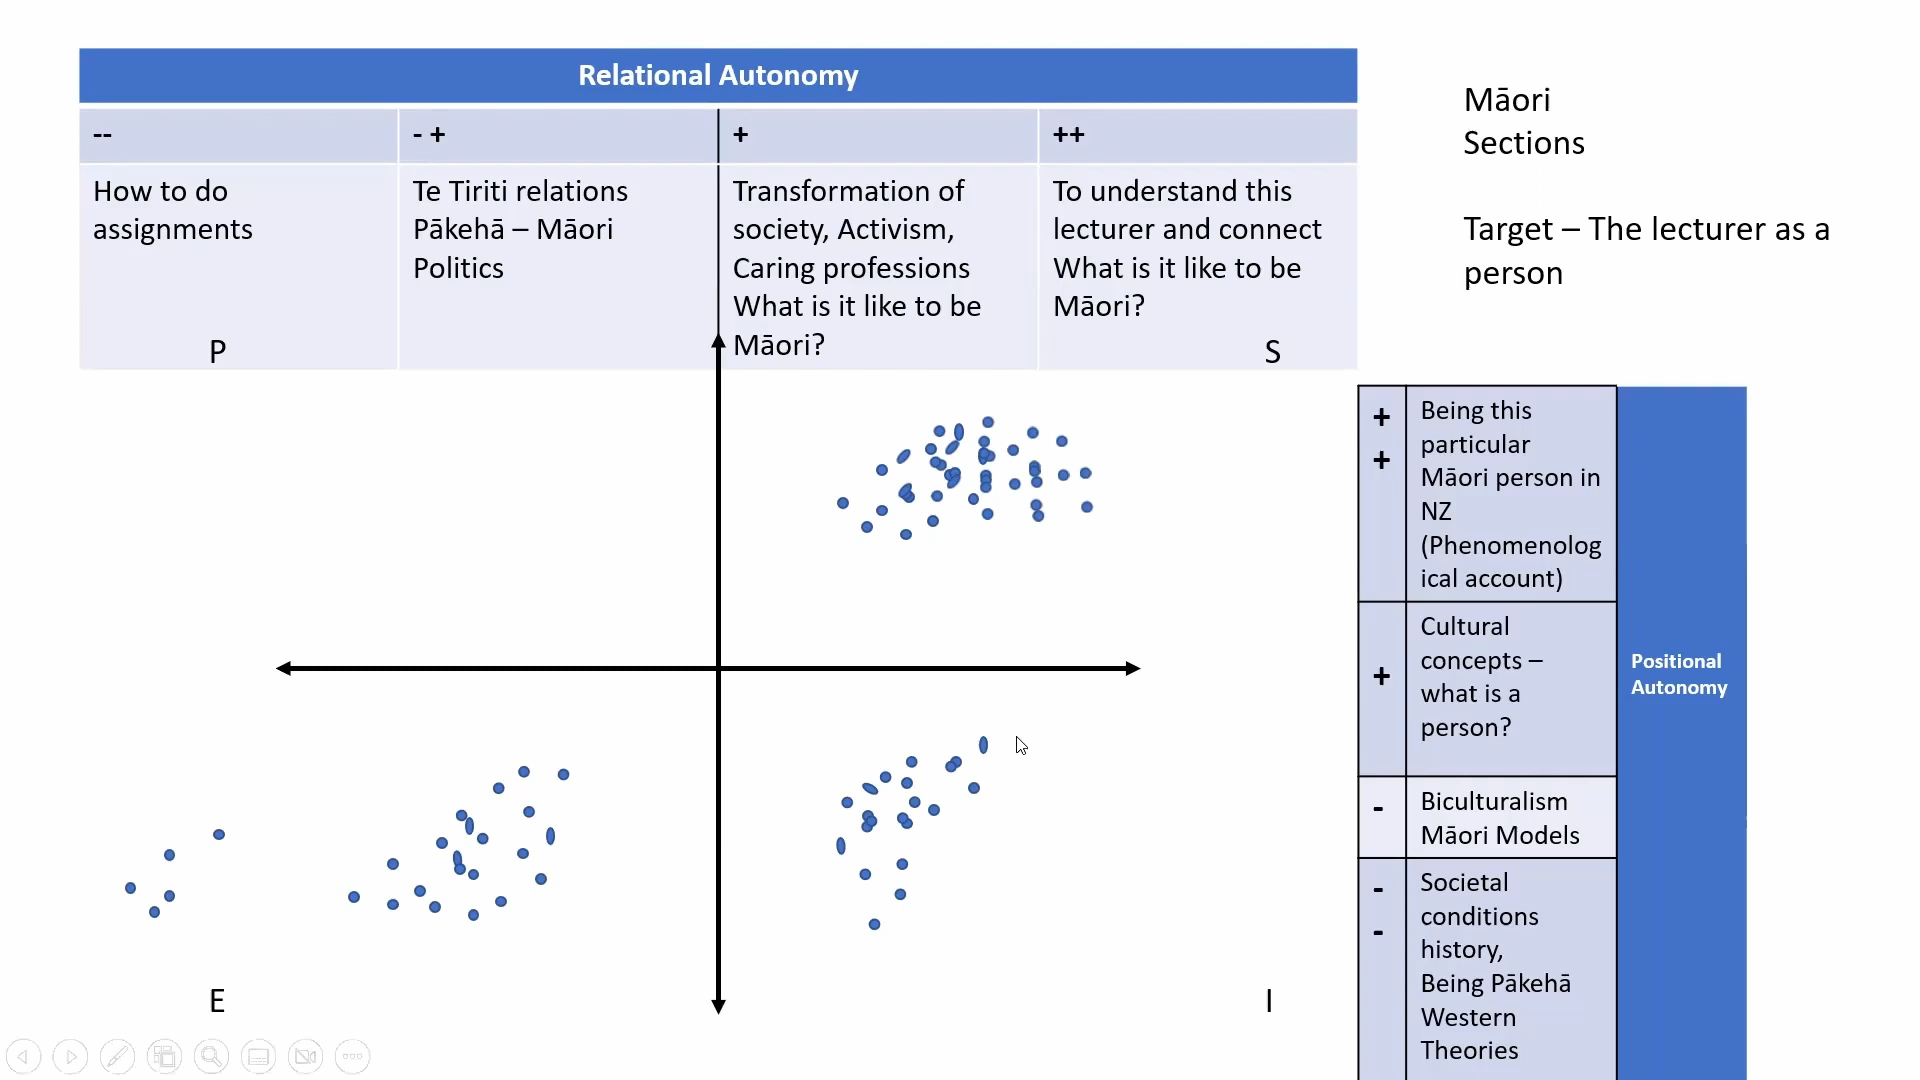 Relational Autonomy
--
- +
+
++
How to do
assignments
Te Tiriti relations
Pākehā – Māori
Politics
Transformation of
society, Activism,
Caring professions
What is it like to be
Māori?
To understand this
lecturer and connect
What is it like to be
Māori?
P
S
Māori
Sections
Target – The lecturer as a
person
+
+
Being this
particular
Māori person in
NZ
(Phenomenolog
ical account)
+
Cultural
concepts –
what is a
person?
-
Biculturalism
Māori Models
-
-
Societal
conditions
history,
Being Pākehā
Western
Theories
Positional
Autonomy
E
I